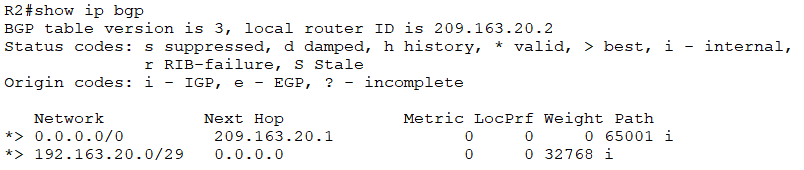 R2#show ip bgp
BGP table version is 3, local router ID is 209.163.20.2
Status codes: s suppressed, d damped, h history, * valid, > best, i - internal,
              r RIB-failure, S Stale
Origin codes: i - IGP, e - EGP, ? - incomplete

   Network          Next Hop            Metric LocPrf Weight Path
*> 0.0.0.0/0         209.163.20.1             0    0     0 65001 i
*> 192.163.20.0/29   0.0.0.0                  0     0 32768 i